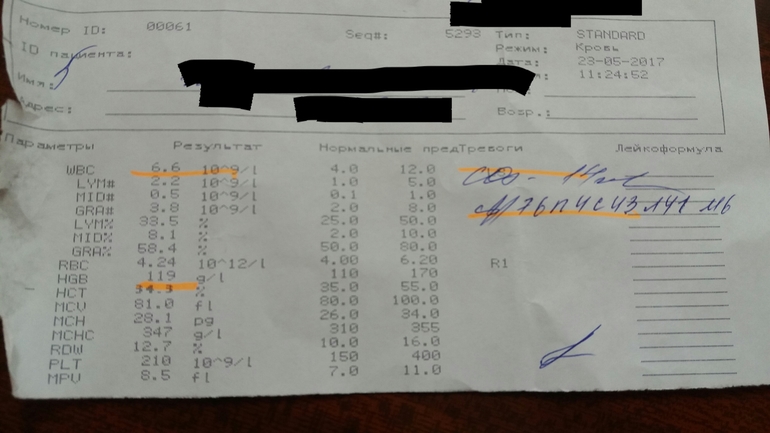 Номер ID: 00061 Seq#: 5293 Тип: STANDARD
ID пациента: Режим: Кровь
Дата: 23-05-2017
Имя: 11:24:52
Адрес: Возр.:
Параметры Результат Нормальные предТревоги Лейкоформула
WBC 6.6 10^9/l 4.0 12.0
LYM# 2.2 10^9/l 1.0 5.0
MID# 0.5 10^9/l 0.1 1.0
GRA# 3.8 10^9/l 2.0 8.0
LYM% 33.5 % 25.0 50.0
MID% 8.1 % 2.0 10.0
GRA% 58.4 % 50.0 80.0
RBC 4.24 10^12/l 4.00 6.20
HGB 119 g/l 110 170 R1
HCT 34.3 % 35.0 55.0
MCV 81.0 fl 80.0 100.0
MCH 28.1 pg 26.0 34.0
MCHC 347 g/l 310 355
RDW 12.7 % 10.0 16.0
PLT 210 10^9/l 150 400
MPV 8.5 fl 7.0 11.0